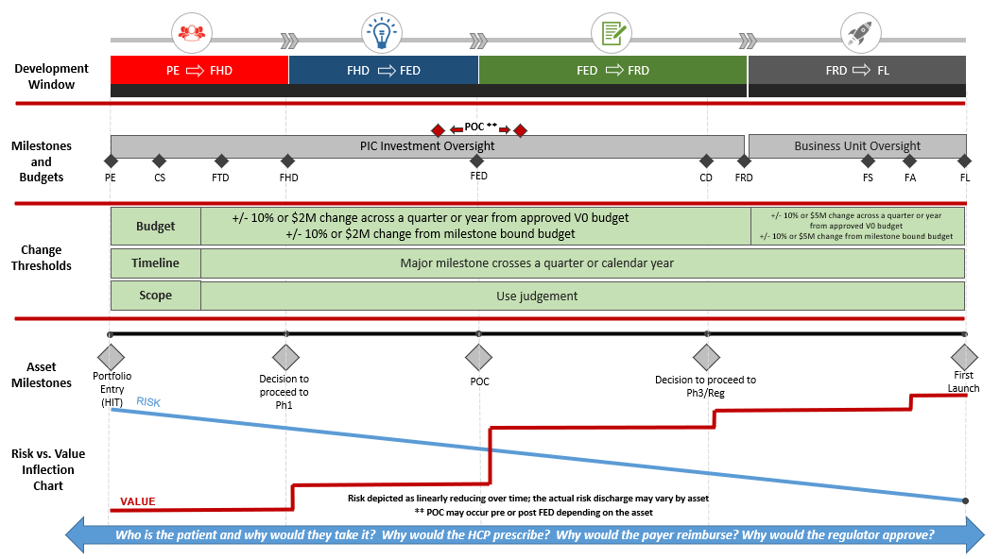 Development
Window
PE ⇨ FHD
FHD ⇨ FED
FED ⇨ FRD
FRD ⇨ FL
Milestones
and
Budgets
POC **
PIC Investment Oversight
Business Unit Oversight
PE
CS
FTD
FHD
FED
CD
FRD
FS
FA
FL
Change
Thresholds
Budget
+/- 10% or $2M change across a quarter or year from approved V0 budget
+/- 10% or $2M change from milestone bound budget
+/- 10% or $5M change across a quarter or year
from approved V0 budget
+/- 10% or $5M change from milestone bound budget
Timeline
Major milestone crosses a quarter or calendar year
Scope
Use judgement
Asset
Milestones
Portfolio
Entry
(HIT)
Decision to
proceed to
Ph1
POC
Decision to proceed to
Ph3/Reg
First
Launch
Risk vs. Value
Inflection
Chart
RISK
VALUE
Risk depicted as linearly reducing over time; the actual risk discharge may vary by asset
** POC may occur pre or post FED depending on the asset
Who is the patient and why would they take it? Why would the HCP prescribe? Why would the payer reimburse? Why would the regulator approve?